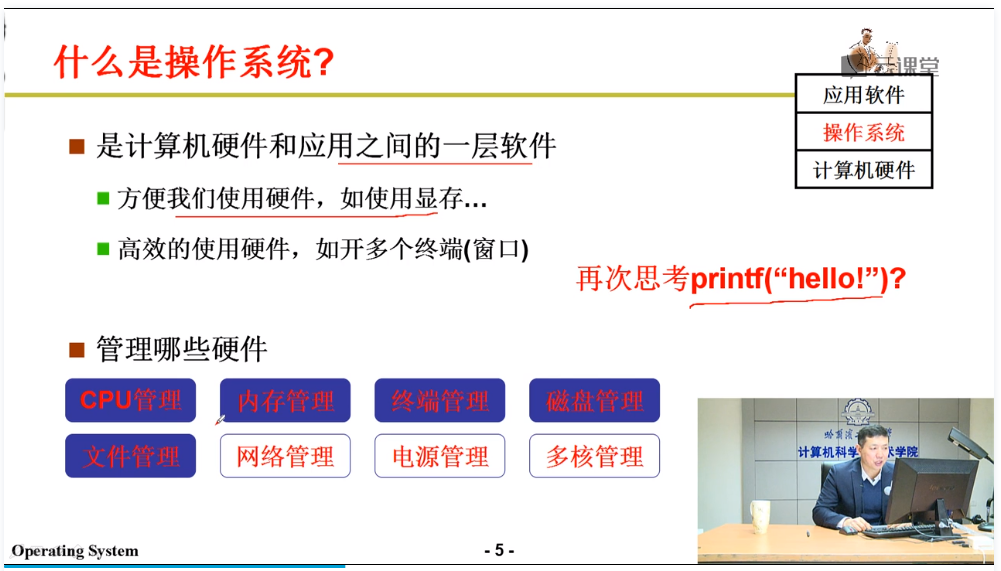 什么是操作系统?
云课堂
应用软件
操作系统
计算机硬件
■ 是计算机硬件和应用之间的一层软件
■ 方便我们使用硬件，如使用显存…
■ 高效的使用硬件，如开多个终端(窗口)
再次思考printf(“hello!”)?
■ 管理哪些硬件
CPU管理 内存管理 终端管理 磁盘管理
文件管理 网络管理 电源管理 多核管理
计算机科学 术学院
Operating System
- 5 -